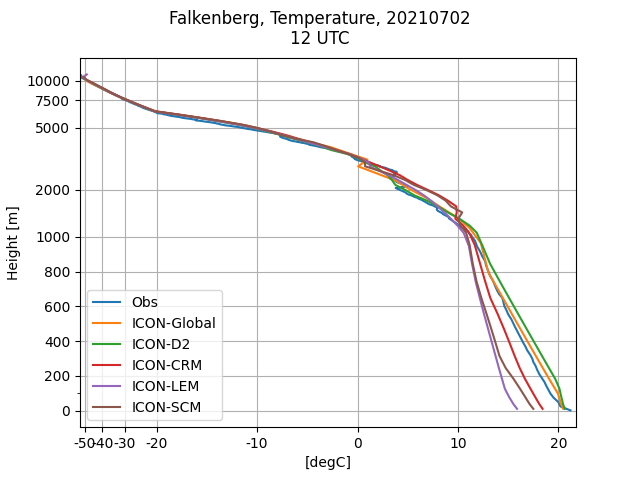 Falkenberg, Temperature, 20210702
12 UTC
10000
7500
5000
2000
1000
800
600
400
200
0
Height [m]
Obs
ICON-Global
ICON-D2
ICON-CRM
ICON-LEM
ICON-SCM
-50 -40 -30 -20 -10 0 10 20
[degC]